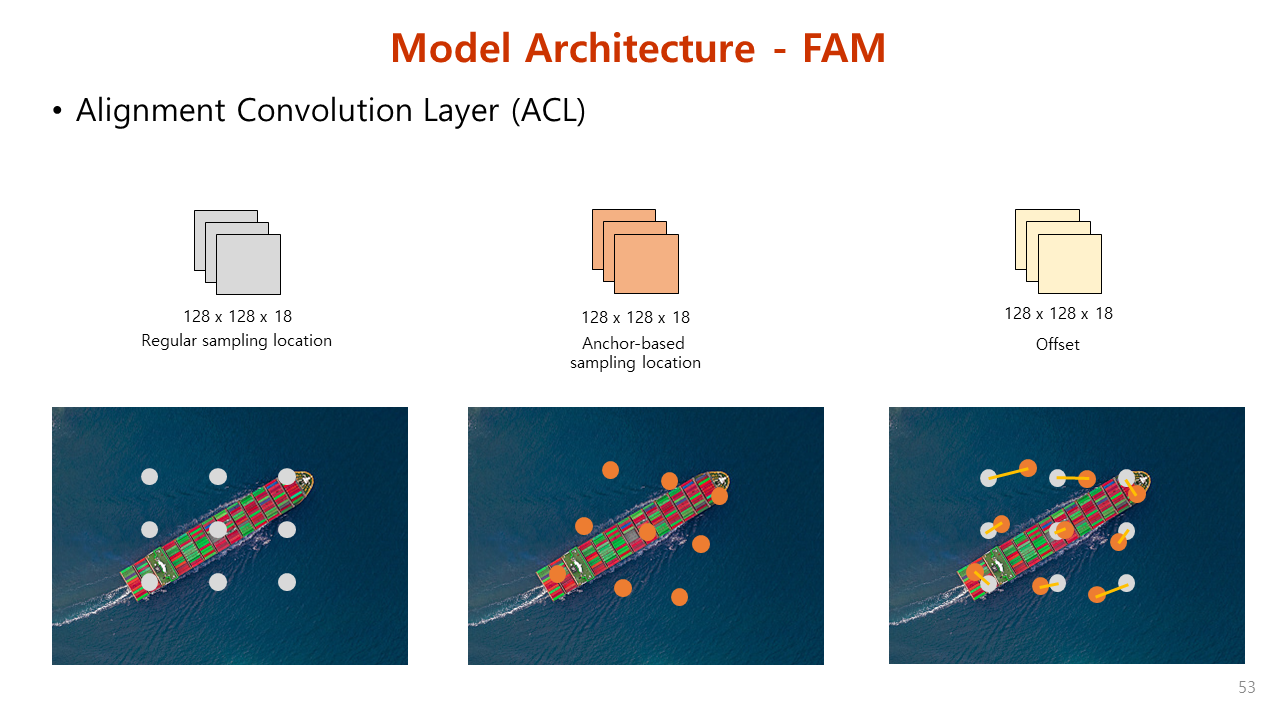 Model Architecture - FAM
• Alignment Convolution Layer (ACL)
128 x 128 x 18
Regular sampling location
128 x 128 x 18
Anchor-based
sampling location
128 x 128 x 18
Offset
53